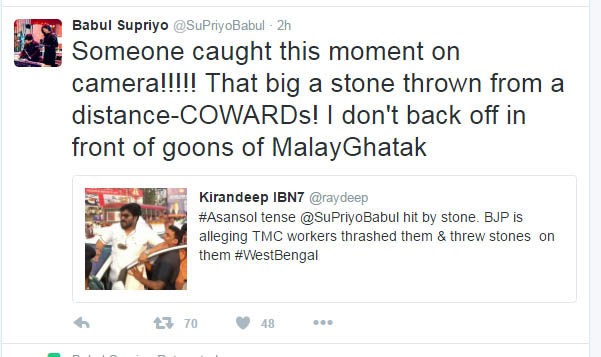 Babul Supriyo @SuPriyoBabul · 2h
Someone caught this moment on
camera!!!!! That big a stone thrown from a
distance-COWARDs! I don't back off in
front of goons of MalayGhatak
Kirandeep IBN7 @raydeep
#Asansol tense @SuPriyoBabul hit by stone. BJP is
alleging TMC workers thrashed them & threw stones on
them #WestBengal
70 48